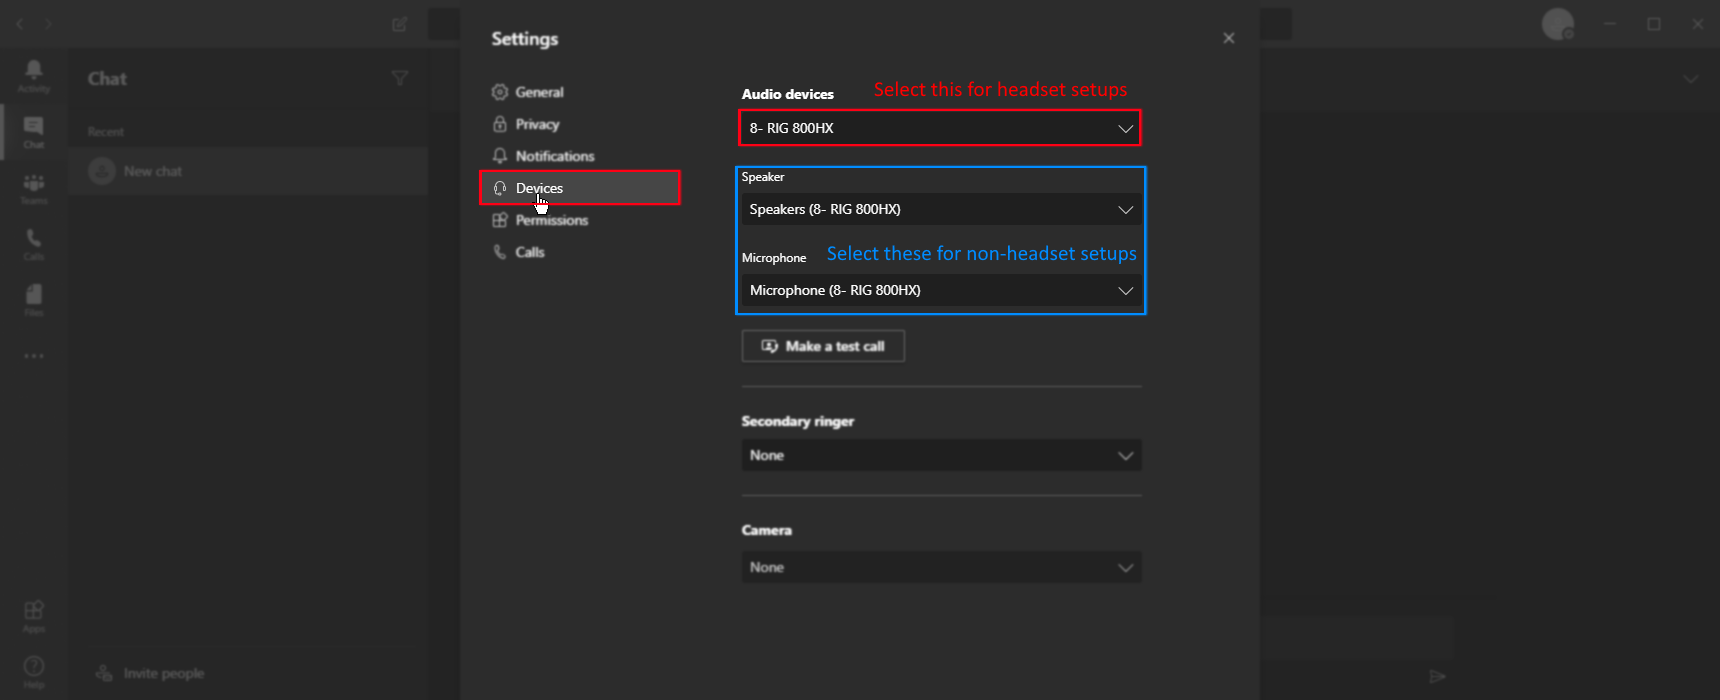 Settings
Activity
Chat
Teams
Calls
Files
Apps
Help
Chat
Recent
New chat
Invite people
General
Privacy
Notifications
Devices
Permissions
Calls
Audio devices
Select this for headset setups
8- RIG 800HX
Speaker
Speakers (8- RIG 800HX)
Microphone
Select these for non-headset setups
Microphone (8- RIG 800HX)
Make a test call
Secondary ringer
None
Camera
None